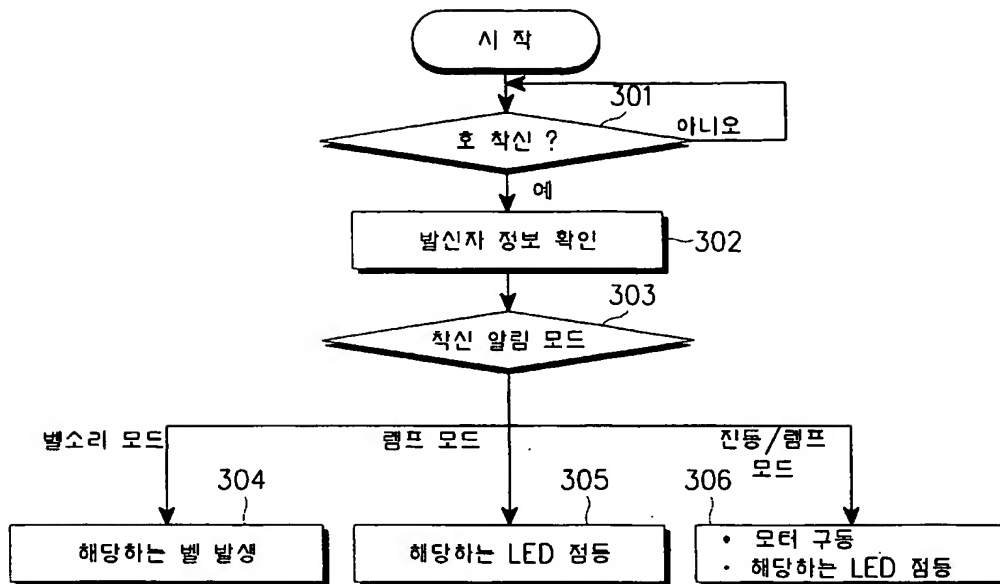 시 작
301
호 착신 ?
아니오
예
발신자 정보 확인
302
303
착신 알림 모드
벨소리 모드
램프 모드
진동/램프
모드
304
305
306
해당하는 벨 발생
해당하는 LED 점등
• 모터 구동
· 해당하는 LED 점등